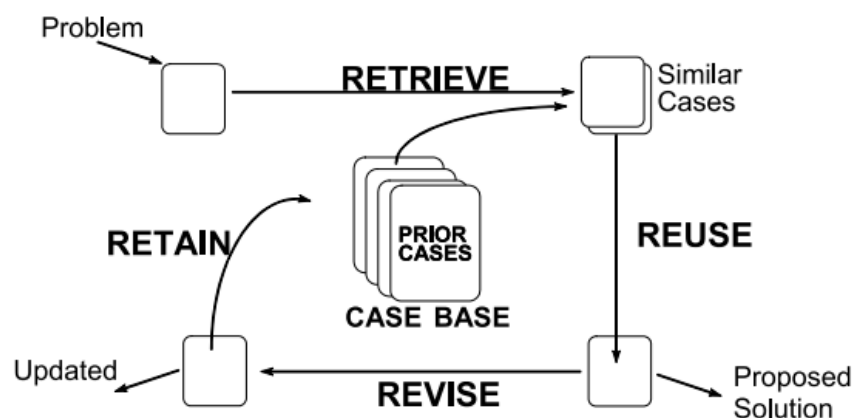 Problem
RETRIEVE
Similar
Cases
PRIOR
CASES
RETAIN
REUSE
CASE BASE
Updated
REVISE
Proposed
Solution